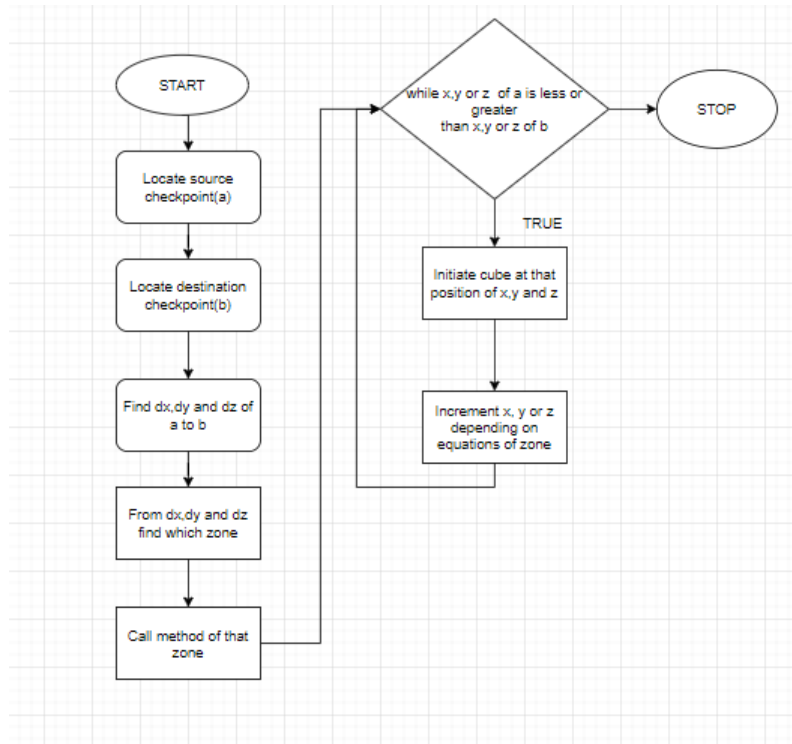 START
Locate source
checkpoint(a)
Locate destination
checkpoint(b)
Find dx,dy and dz of
a to b
From dx,dy and dz
find which zone
Call method of that
zone
while x,y or z of a is less or
greater
than x,y or z of b
STOP
TRUE
Initiate cube at that
position of x,y and z
Increment x, y or z
depending on
equations of zone